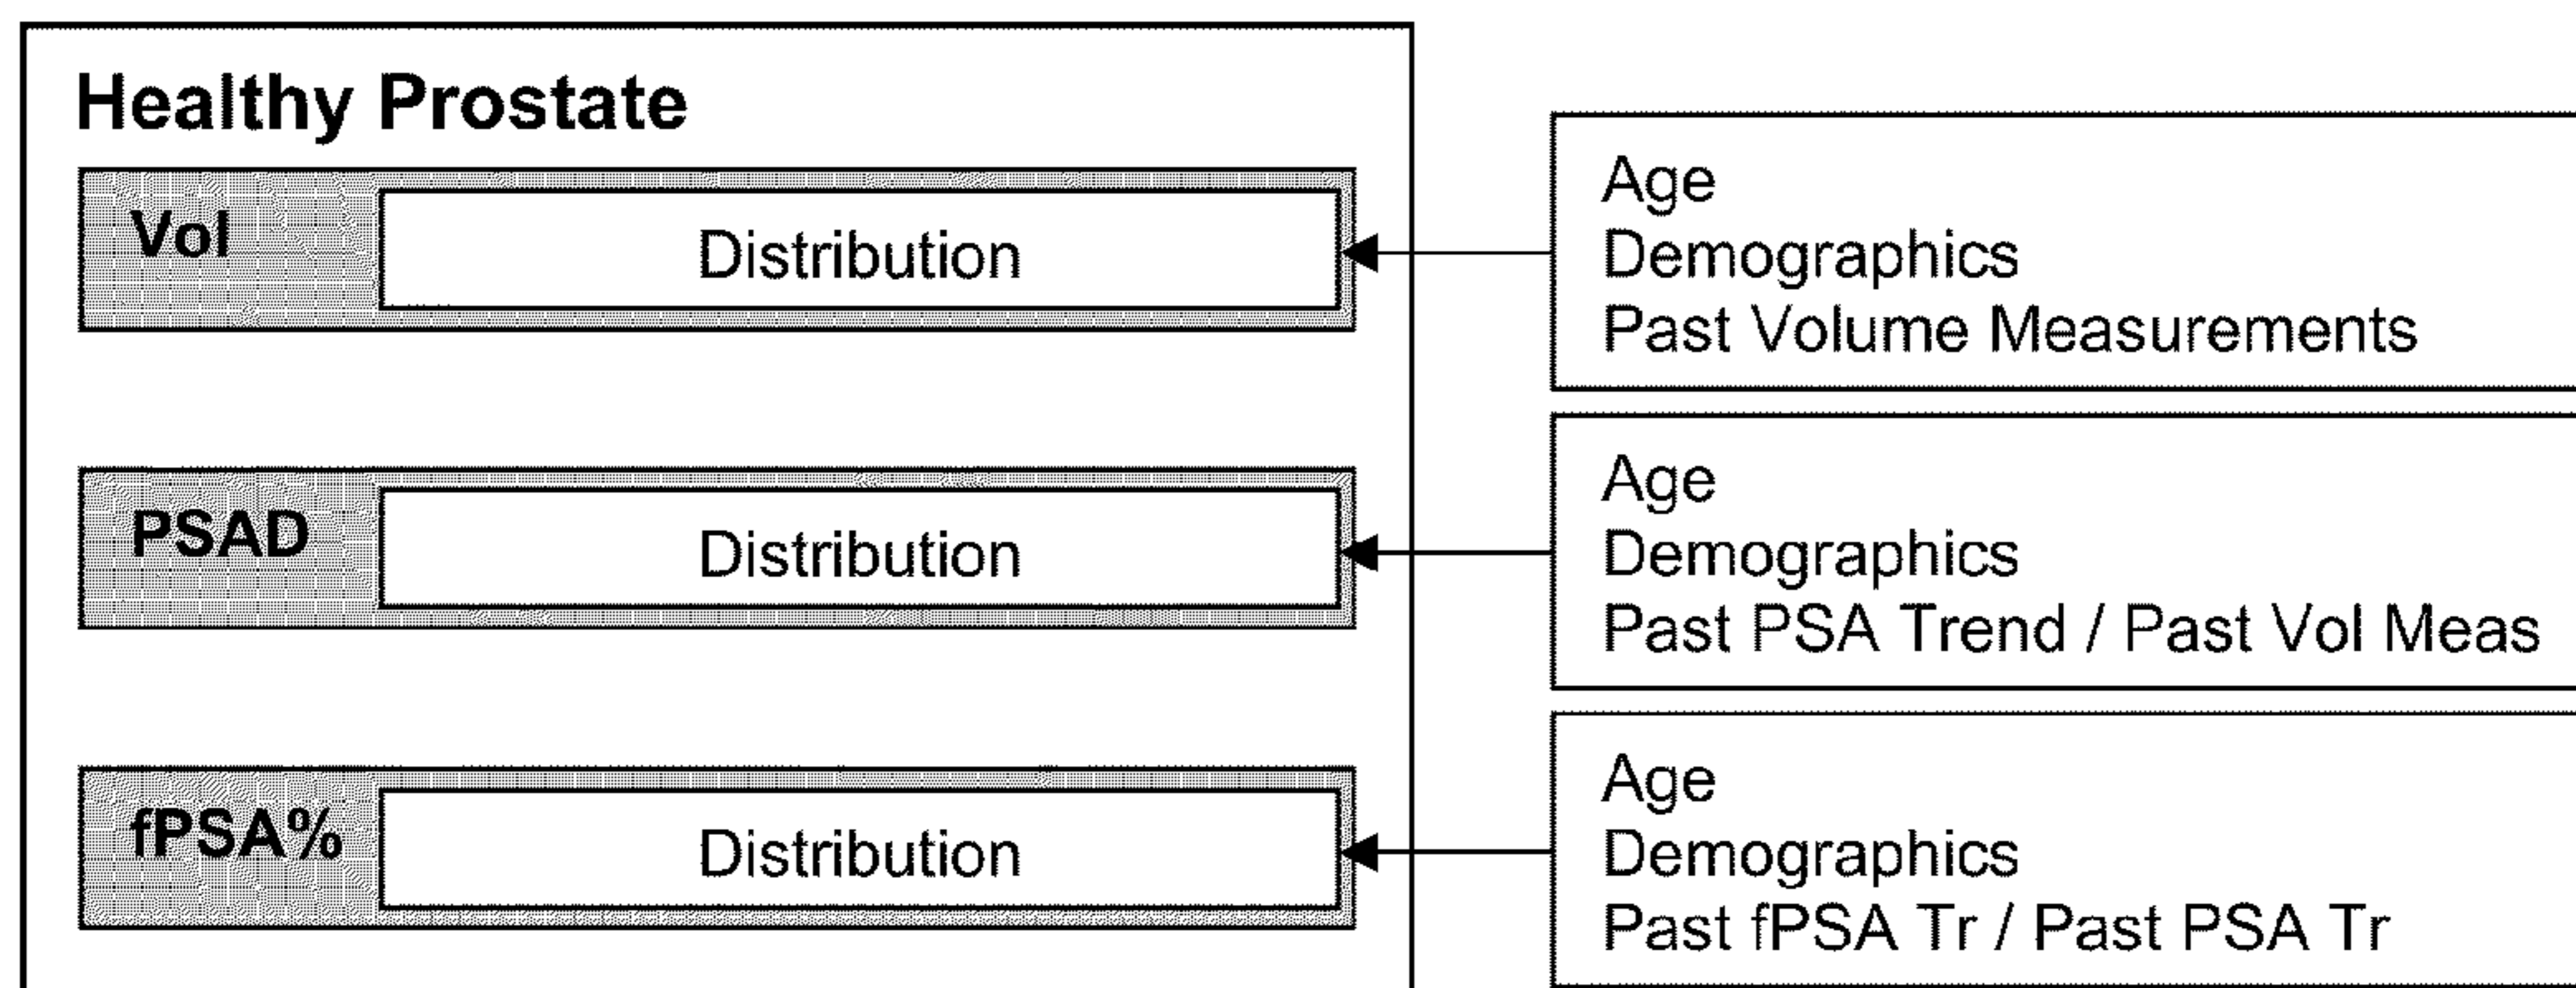 Healthy Prostate
Vol
Distribution
Age
Demographics
Past Volume Measurements
PSAD
Distribution
Age
Demographics
Past PSA Trend / Past Vol Meas
fPSA%
Distribution
Age
Demographics
Past fPSA Tr / Past PSA Tr